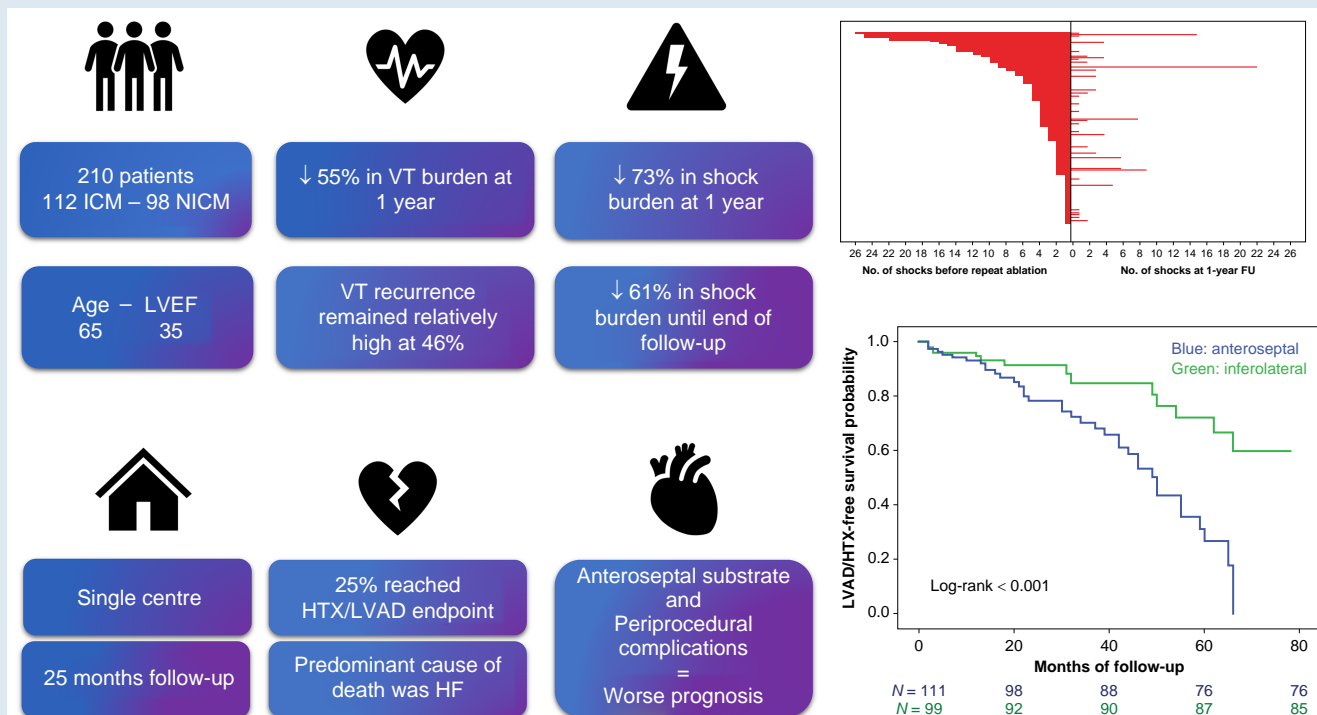 210 patients
112 ICM – 98 NICM
↓ 55% in VT burden at
1 year
↓ 73% in shock
burden at 1 year
Age – LVEF
65 35
VT recurrence
remained relatively
high at 46%
↓ 61% in shock
burden until end of
follow-up
Single centre
25% reached
HTX/LVAD endpoint
Anteroseptal substrate
and
Periprocedural
complications
=
Worse prognosis
25 months follow-up
Predominant cause of
death was HF
26 24 22 20 18 16 14 12 10 8 6 4 2 0 2 4 6 8 10 12 14 16 18 20 22 24 26
No. of shocks before repeat ablation No. of shocks at 1-year FU
LVAD/HTX-free survival probability
1.0
0.8
0.6
0.4
0.2
0.0
Blue: anteroseptal
Green: inferolateral
Log-rank < 0.001
0 20 40 60 80
Months of follow-up
N = 111 98 88 76 76
N = 99 92 90 87 85